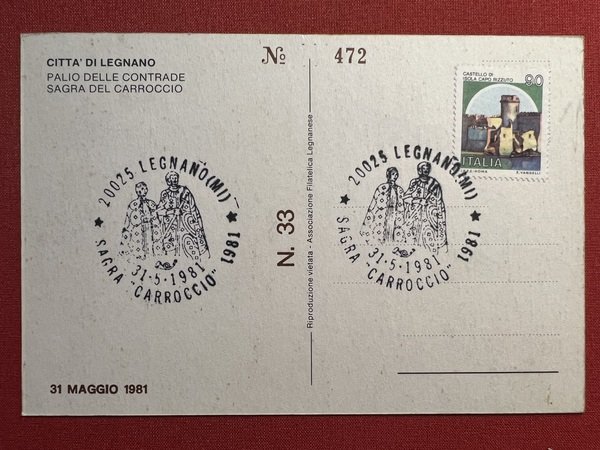 CITTA' DI LEGNANO
PALIO DELLE CONTRADE
SAGRA DEL CARROCCIO
No 472
CASTELLO DI
ISOLA CAPO RIZZUTO
90
ITALIA
E. VANGELLI
20025 LEGNANO (MI)
31·5·1981
SAGRA "CARROCCIO" 1981
N. 33
Riproduzione vietata - Associazione Filatelica Legnanese
20025 LEGNANO (MI)
31·5·1981
SAGRA "CARROCCIO" 1981
31 MAGGIO 1981